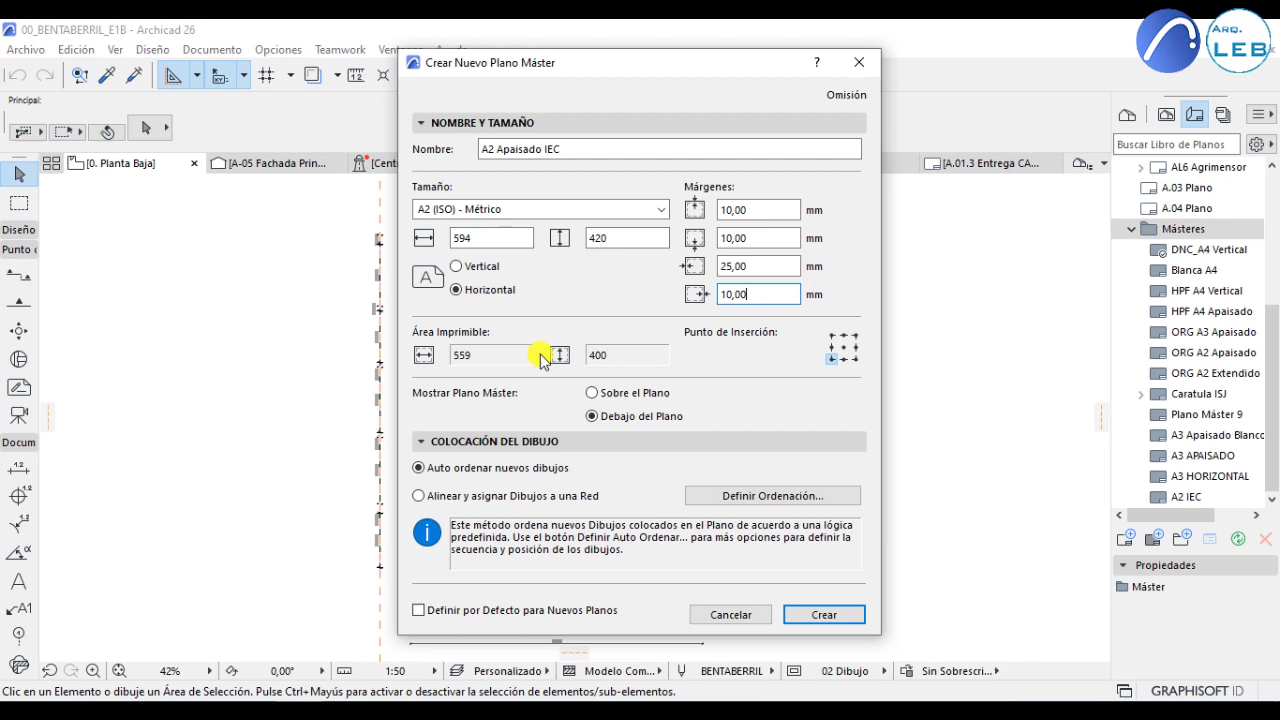 00_BENTABERRIL_E1B - Archicad 26
Archivo Edición Ver Diseño Documento Opciones Teamwork
ARQ.
LEB
Crear Nuevo Plano Máster
?
Omisión
Principal:
NOMBRE Y TAMAÑO
Nombre: A2 Apaisado IEC
[0. Planta Baja] [A-05 Fachada Prin... [Cent [A.01.3 Entrega CA...
Buscar Libro de Planos
Tamaño: Márgenes:
A2 (ISO) - Métrico 10,00 mm
594 420 10,00 mm
Vertical 25,00 mm
A Horizontal 10,00 mm
Área Imprimible: Punto de Inserción:
559 400
Mostrar Plano Máster: Sobre el Plano
Debajo del Plano
COLOCACIÓN DEL DIBUJO
Auto ordenar nuevos dibujos
Alinear y asignar Dibujos a una Red Definir Ordenación...
Este método ordena nuevos Dibujos colocados en el Plano de acuerdo a una lógica
predefinida. Use el botón Definir Auto Ordenar... para más opciones para definir la
secuencia y posición de los dibujos.
Definir por Defecto para Nuevos Planos Cancelar Crear
Diseño
Punto
Docum
1.2
A
A1
AL6 Agrimensor
A.03 Plano
A.04 Plano
Másteres
DNC_A4 Vertical
Blanca A4
HPF A4 Vertical
HPF A4 Apaisado
ORG A3 Apaisado
ORG A2 Apaisado
ORG A2 Extendido
Caratula ISJ
Plano Máster 9
A3 Apaisado Blanco
A3 APAISADO
A3 HORIZONTAL
A2 IEC
Propiedades
Máster
42% 0,00° 1:50 Personalizado Modelo Com... BENTABERRIL 02 Dibujo Sin Sobrescri...
Clic en un Elemento o dibuje un Área de Selección. Pulse Ctrl+Mayús para activar o desactivar la selección de elementos/sub-elementos.
GRAPHISOFT ID